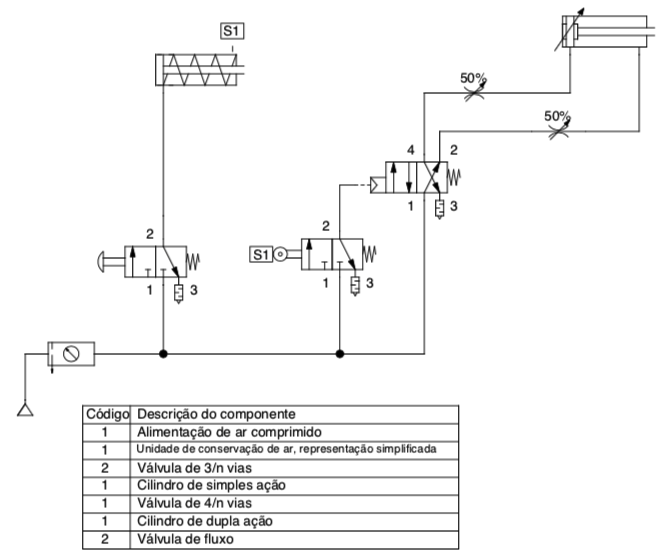 S1
50%
50%
4 2
1 3
2
1 3
S1
2
1 3
Código Descrição do componente
1 Alimentação de ar comprimido
1 Unidade de conservação de ar, representação simplificada
2 Válvula de 3/n vias
1 Cilindro de simples ação
1 Válvula de 4/n vias
1 Cilindro de dupla ação
2 Válvula de fluxo